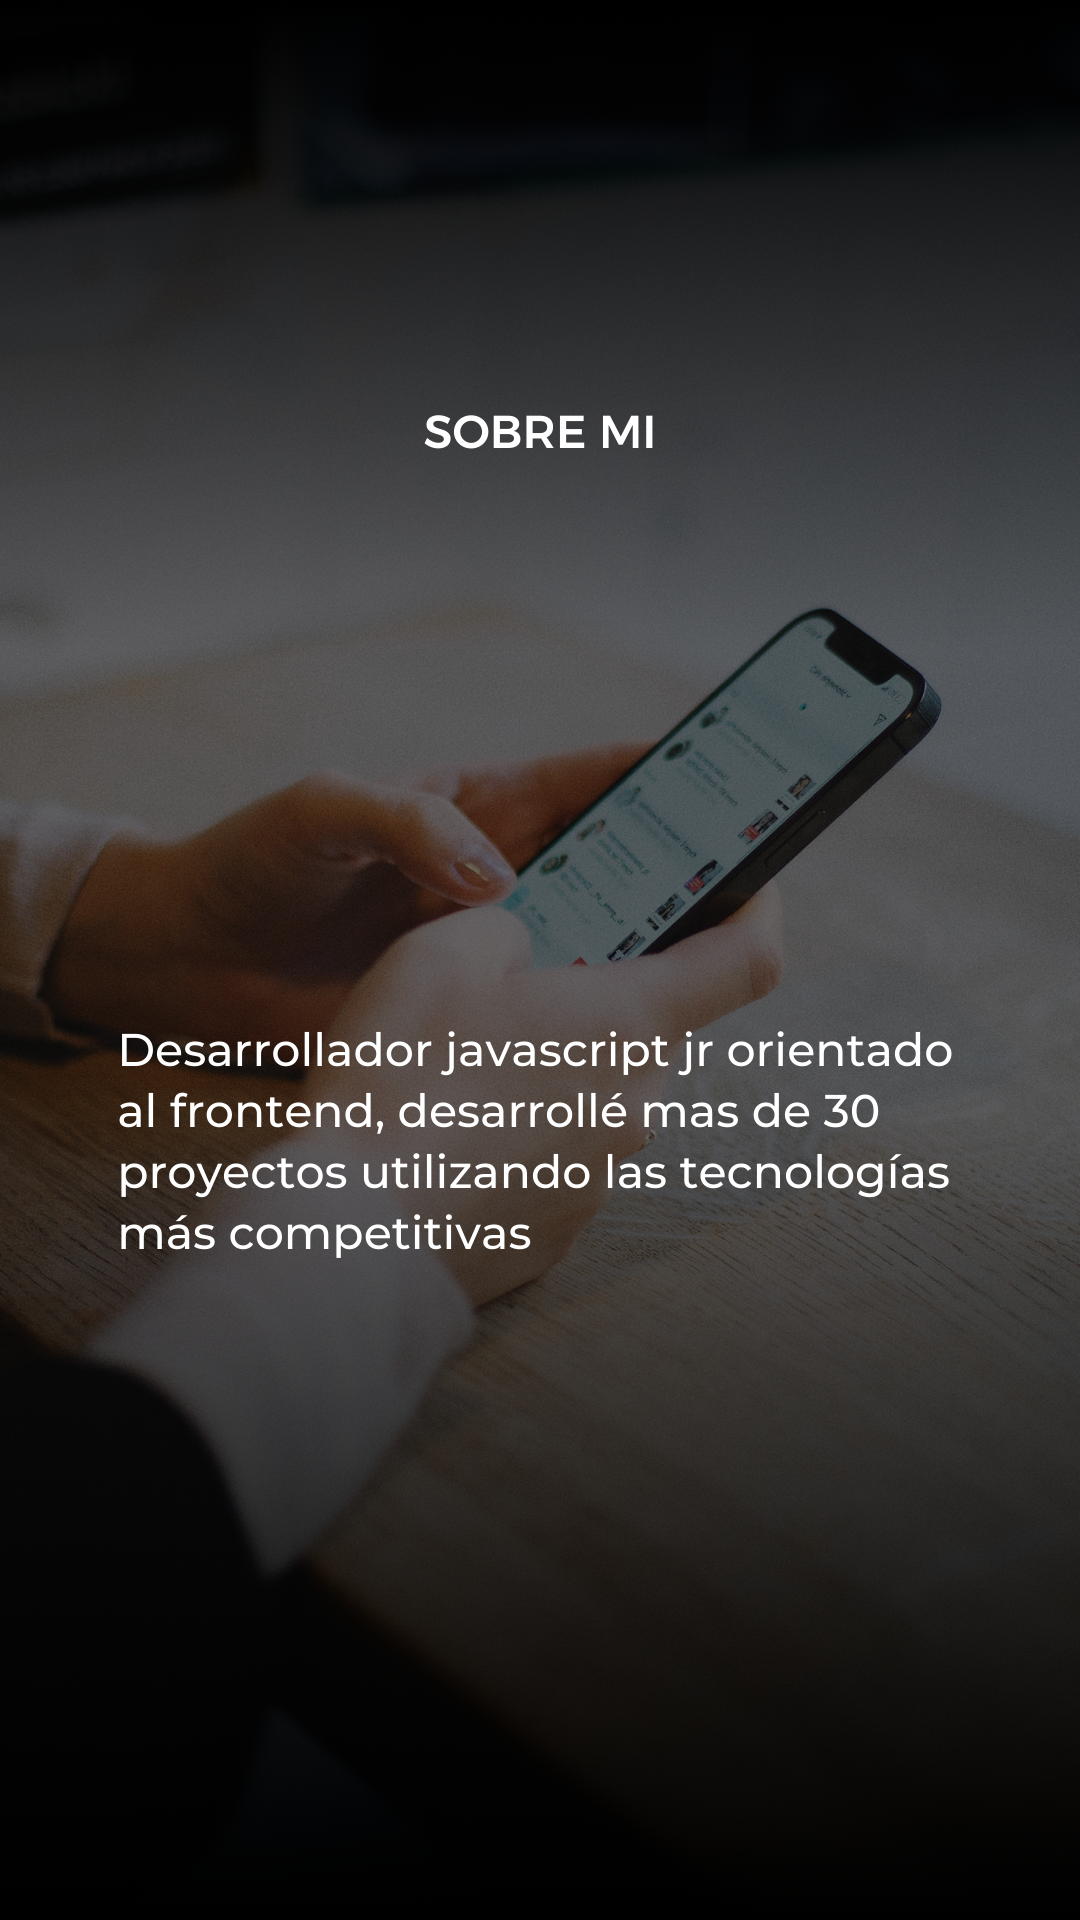 SOBRE MI
Desarrollador javascript jr orientado
al frontend, desarrollé mas de 30
proyectos utilizando las tecnologías
más competitivas